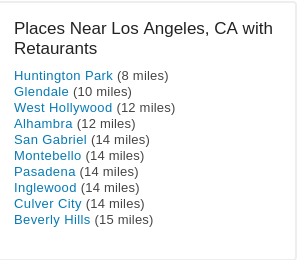 Places Near Los Angeles, CA with
Retaurants
Huntington Park (8 miles)
Glendale (10 miles)
West Hollywood (12 miles)
Alhambra (12 miles)
San Gabriel (14 miles)
Montebello (14 miles)
Pasadena (14 miles)
Inglewood (14 miles)
Culver City (14 miles)
Beverly Hills (15 miles)